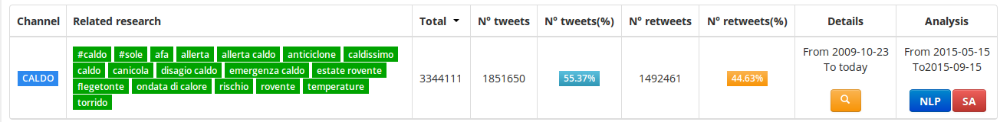 Channel Related research Total N° tweets N° tweets(%) N° retweets N° retweets(%) Details Analysis
CALDO
#caldo #sole afa allerta allerta caldo anticiclone caldissimo
caldo canicola disagio caldo emergenza caldo estate rovente
flegetonte ondata di calore rischio rovente temperature
torrido
3344111 1851650 55.37% 1492461 44.63%
From 2009-10-23
To today
From 2015-05-15
To2015-09-15
NLP SA